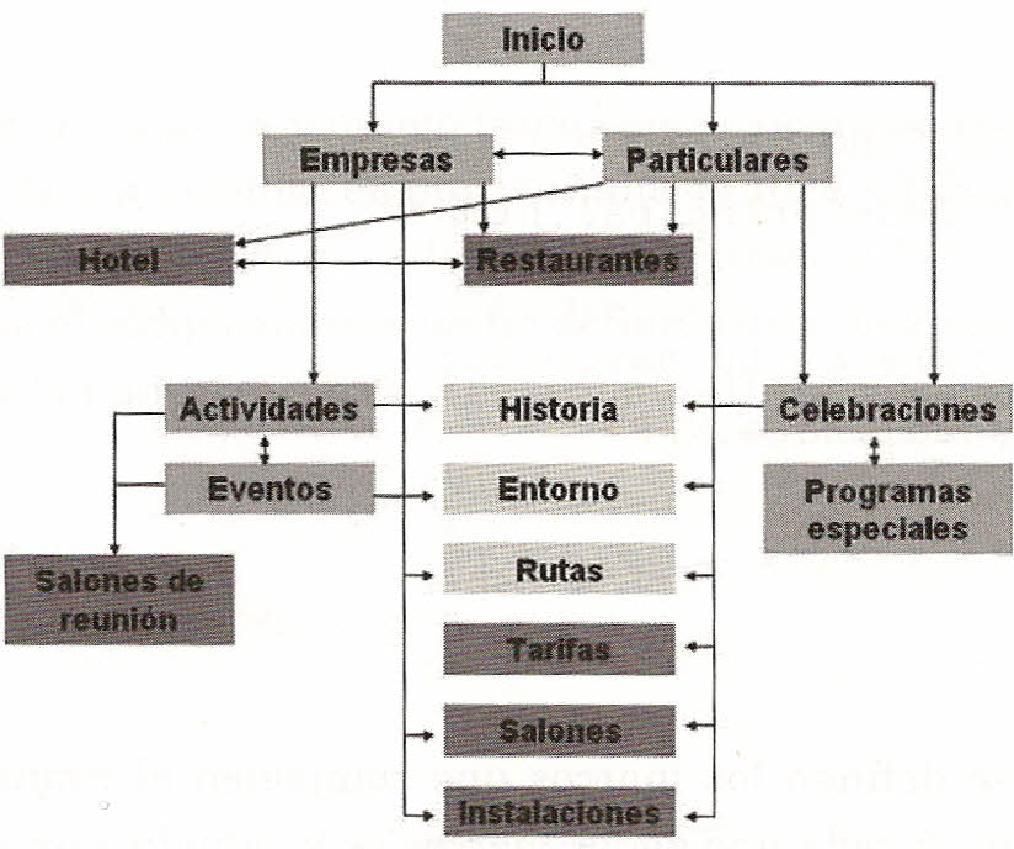 Inicio
Empresas
Particulares
Hotel
Restaurantes
Actividades
Historia
Celebraciones
Eventos
Entorno
Programas
especiales
Rutas
Salones de
reunión
Tarifas
Salones
Instalaciones